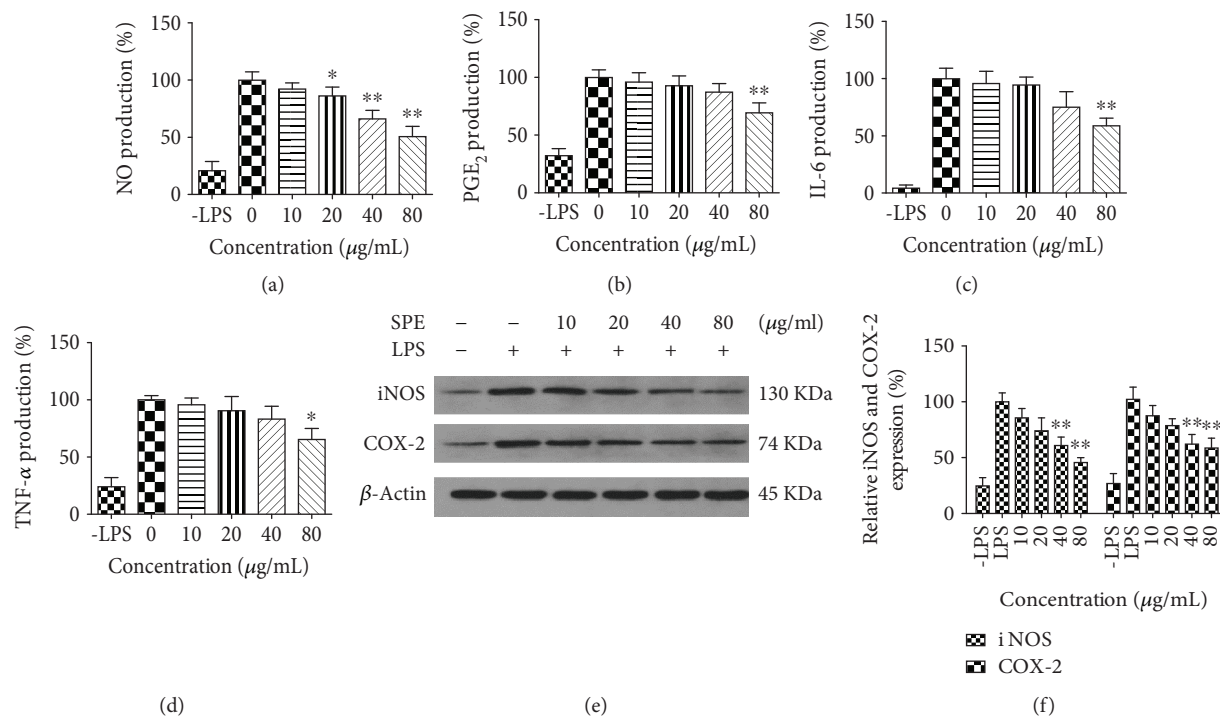 NO production (%)
150
100
50
0
*
**
**
-LPS 0 10 20 40 80
Concentration (μg/mL)
(a)
PGE2 production (%)
150
100
50
0
**
-LPS 0 10 20 40 80
Concentration (μg/mL)
(b)
IL-6 production (%)
150
100
50
0
**
-LPS 0 10 20 40 80
Concentration (μg/mL)
(c)
TNF-α production (%)
150
100
50
0
*
-LPS 0 10 20 40 80
Concentration (μg/mL)
(d)
SPE − − 10 20 40 80 (μg/ml)
LPS − + + + + +
iNOS 130 KDa
COX-2 74 KDa
β-Actin 45 KDa
(e)
Relative iNOS and COX-2
expression (%)
150
100
50
0
**
**
** **
-LPS LPS 10 20 40 80 -LPS LPS 10 20 40 80
Concentration (μg/mL)
i NOS
COX-2
(f)